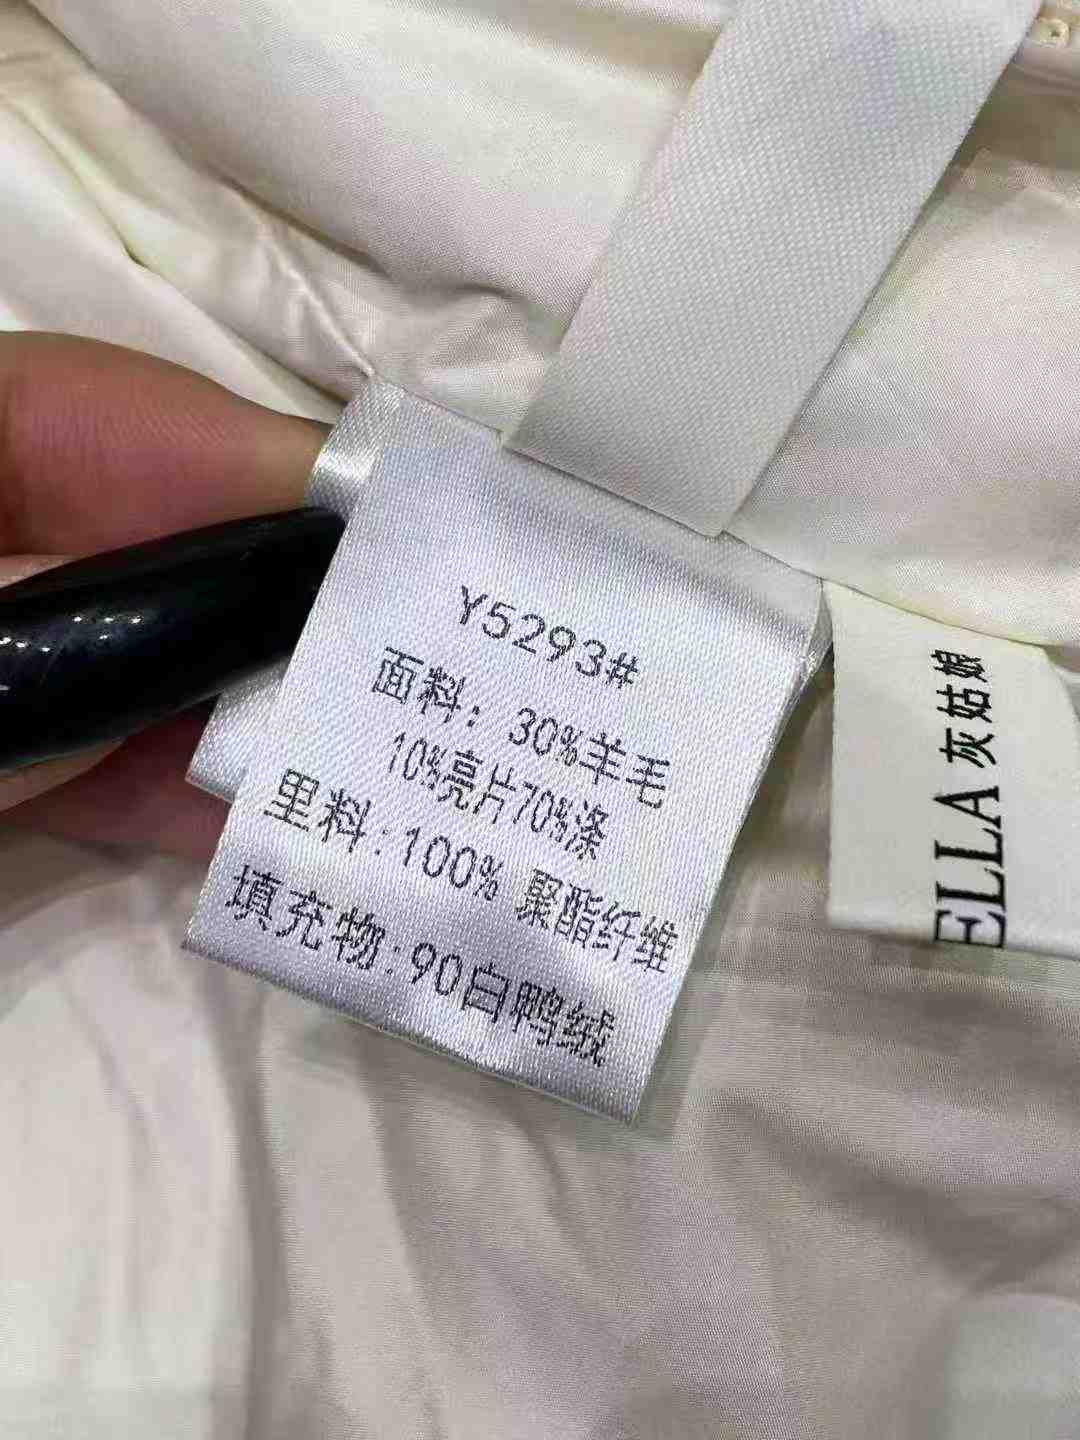 Y5293#
面料：30%羊毛
10%亮片70%涤
里料：100% 聚酯纤维
填充物：90白鸭绒
ELLA 灰姑娘